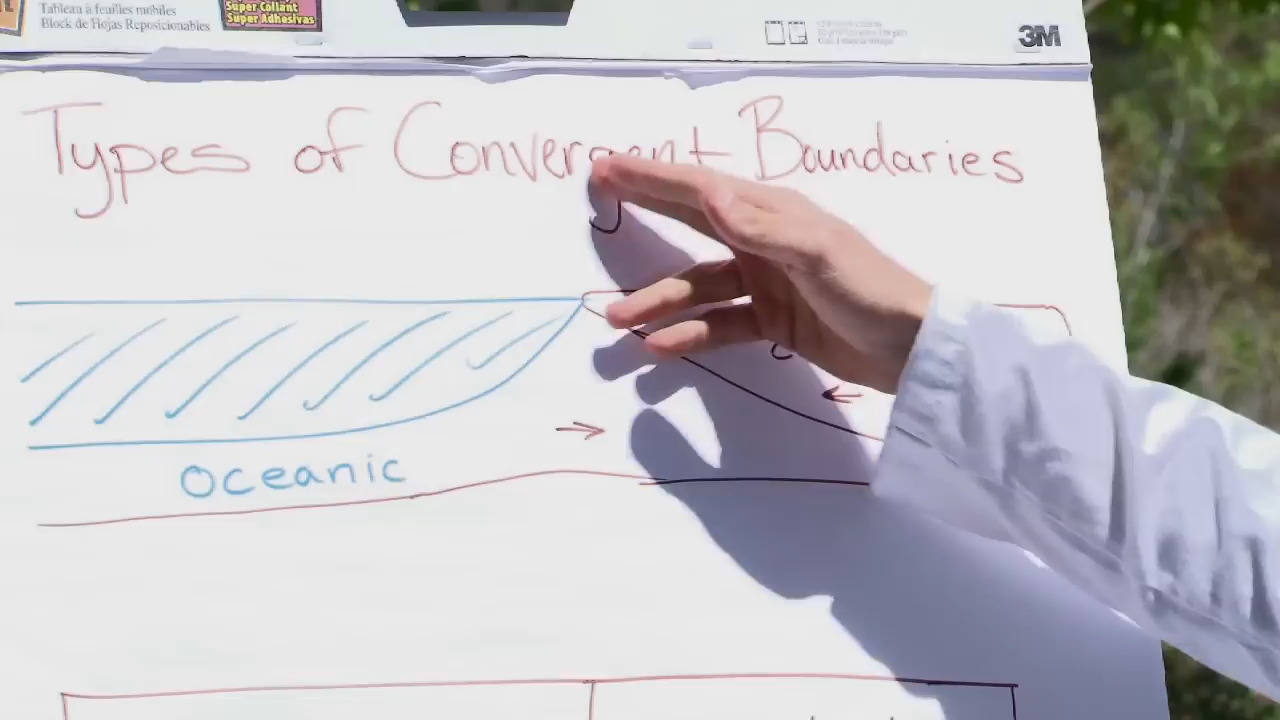 Tableau à feuilles mobiles
Block de Hojas Reposicionables
Super Collant
Super Adhesivas
3M
Types of Convergent Boundaries
Oceanic